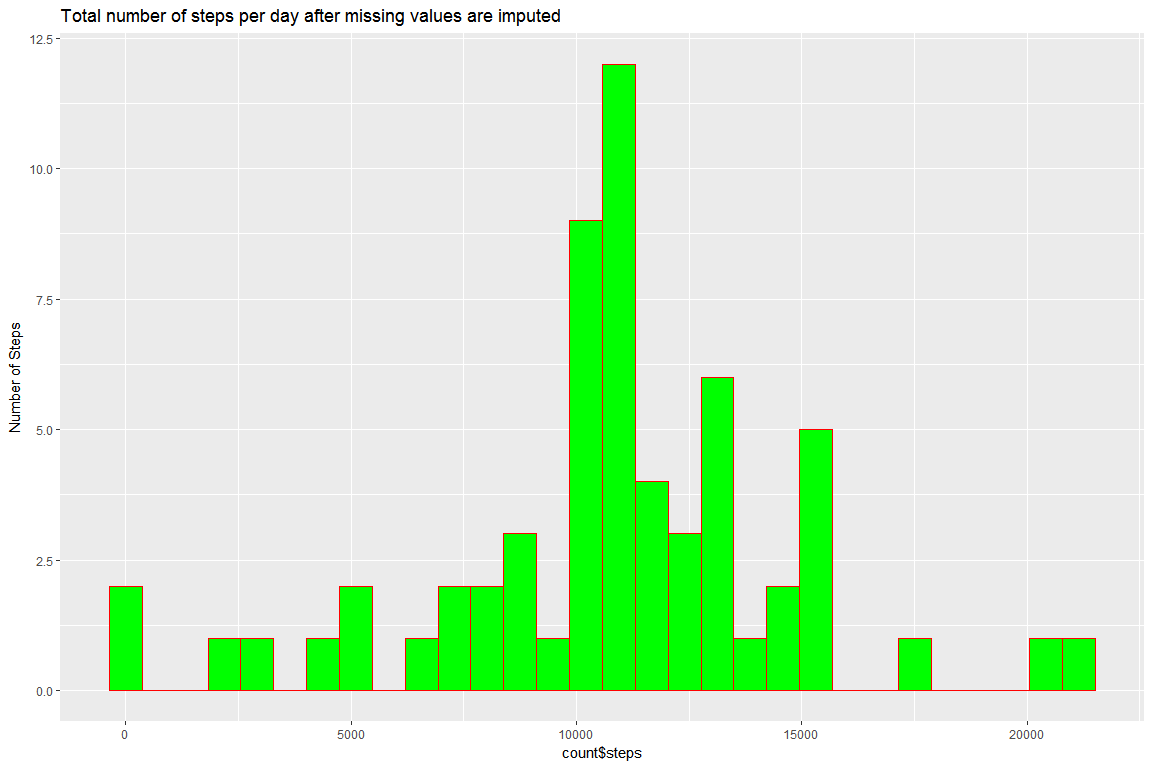 Total number of steps per day after missing values are imputed
12.5
10.0
7.5
5.0
2.5
0.0
Number of Steps
0 5000 10000 15000 20000
count$steps